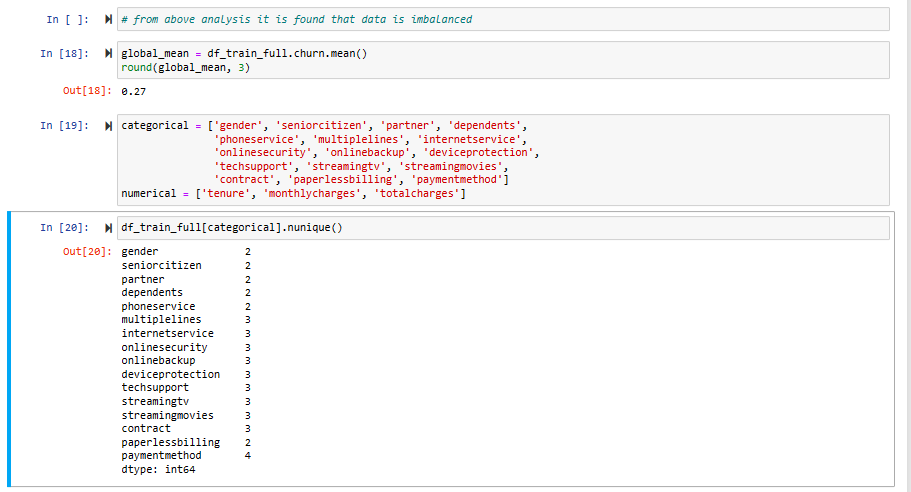 In [ ]: # from above analysis it is found that data is imbalanced
In [18]: global_mean = df_train_full.churn.mean()
round(global_mean, 3)
Out[18]: 0.27
In [19]: categorical = ['gender', 'seniorcitizen', 'partner', 'dependents',
'phoneservice', 'multiplelines', 'internetservice',
'onlinesecurity', 'onlinebackup', 'deviceprotection',
'techsupport', 'streamingtv', 'streamingmovies',
'contract', 'paperlessbilling', 'paymentmethod']
numerical = ['tenure', 'monthlycharges', 'totalcharges']
In [20]: df_train_full[categorical].nunique()
Out[20]: gender 2
seniorcitizen 2
partner 2
dependents 2
phoneservice 2
multiplelines 3
internetservice 3
onlinesecurity 3
onlinebackup 3
deviceprotection 3
techsupport 3
streamingtv 3
streamingmovies 3
contract 3
paperlessbilling 2
paymentmethod 4
dtype: int64